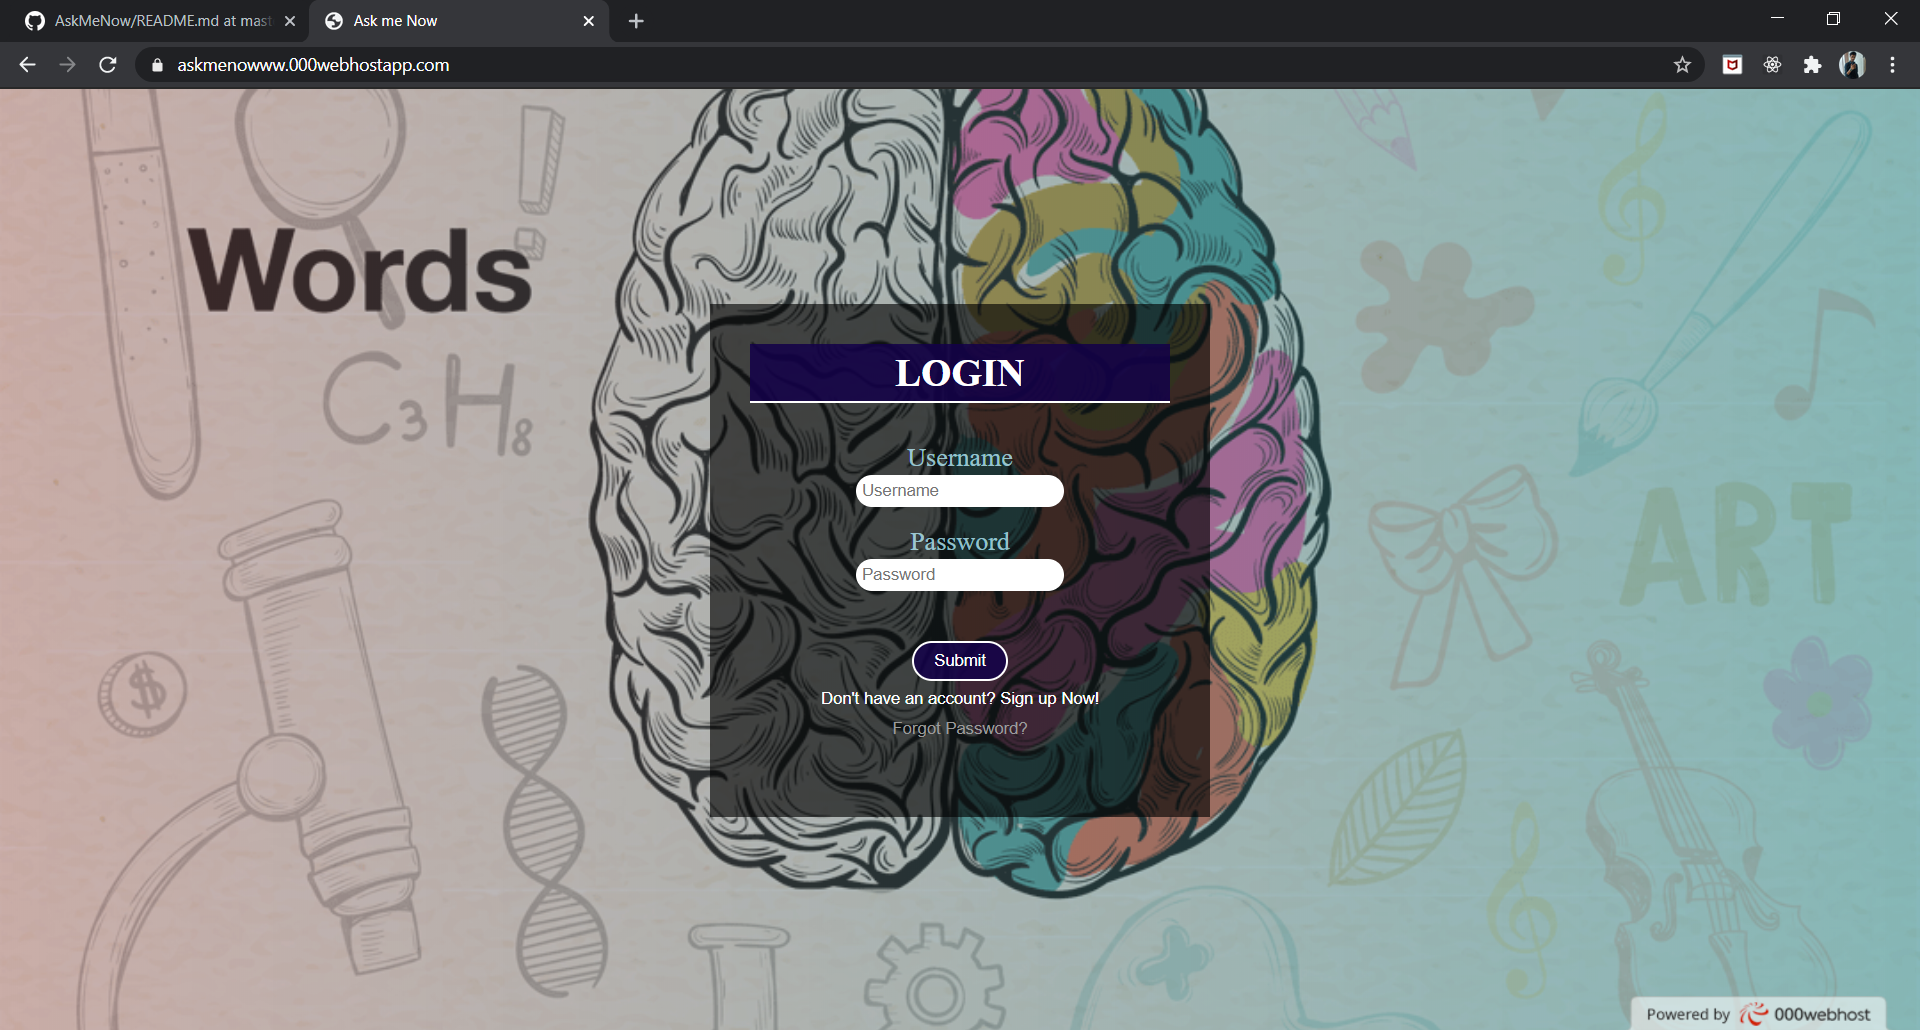 AskMeNow/README.md at mast
Ask me Now
askmenowww.000webhostapp.com
Words
C3H8
!
$
ART
LOGIN
Username
Username
Password
Password
Submit
Don't have an account? Sign up Now!
Forgot Password?
Powered by 000webhost